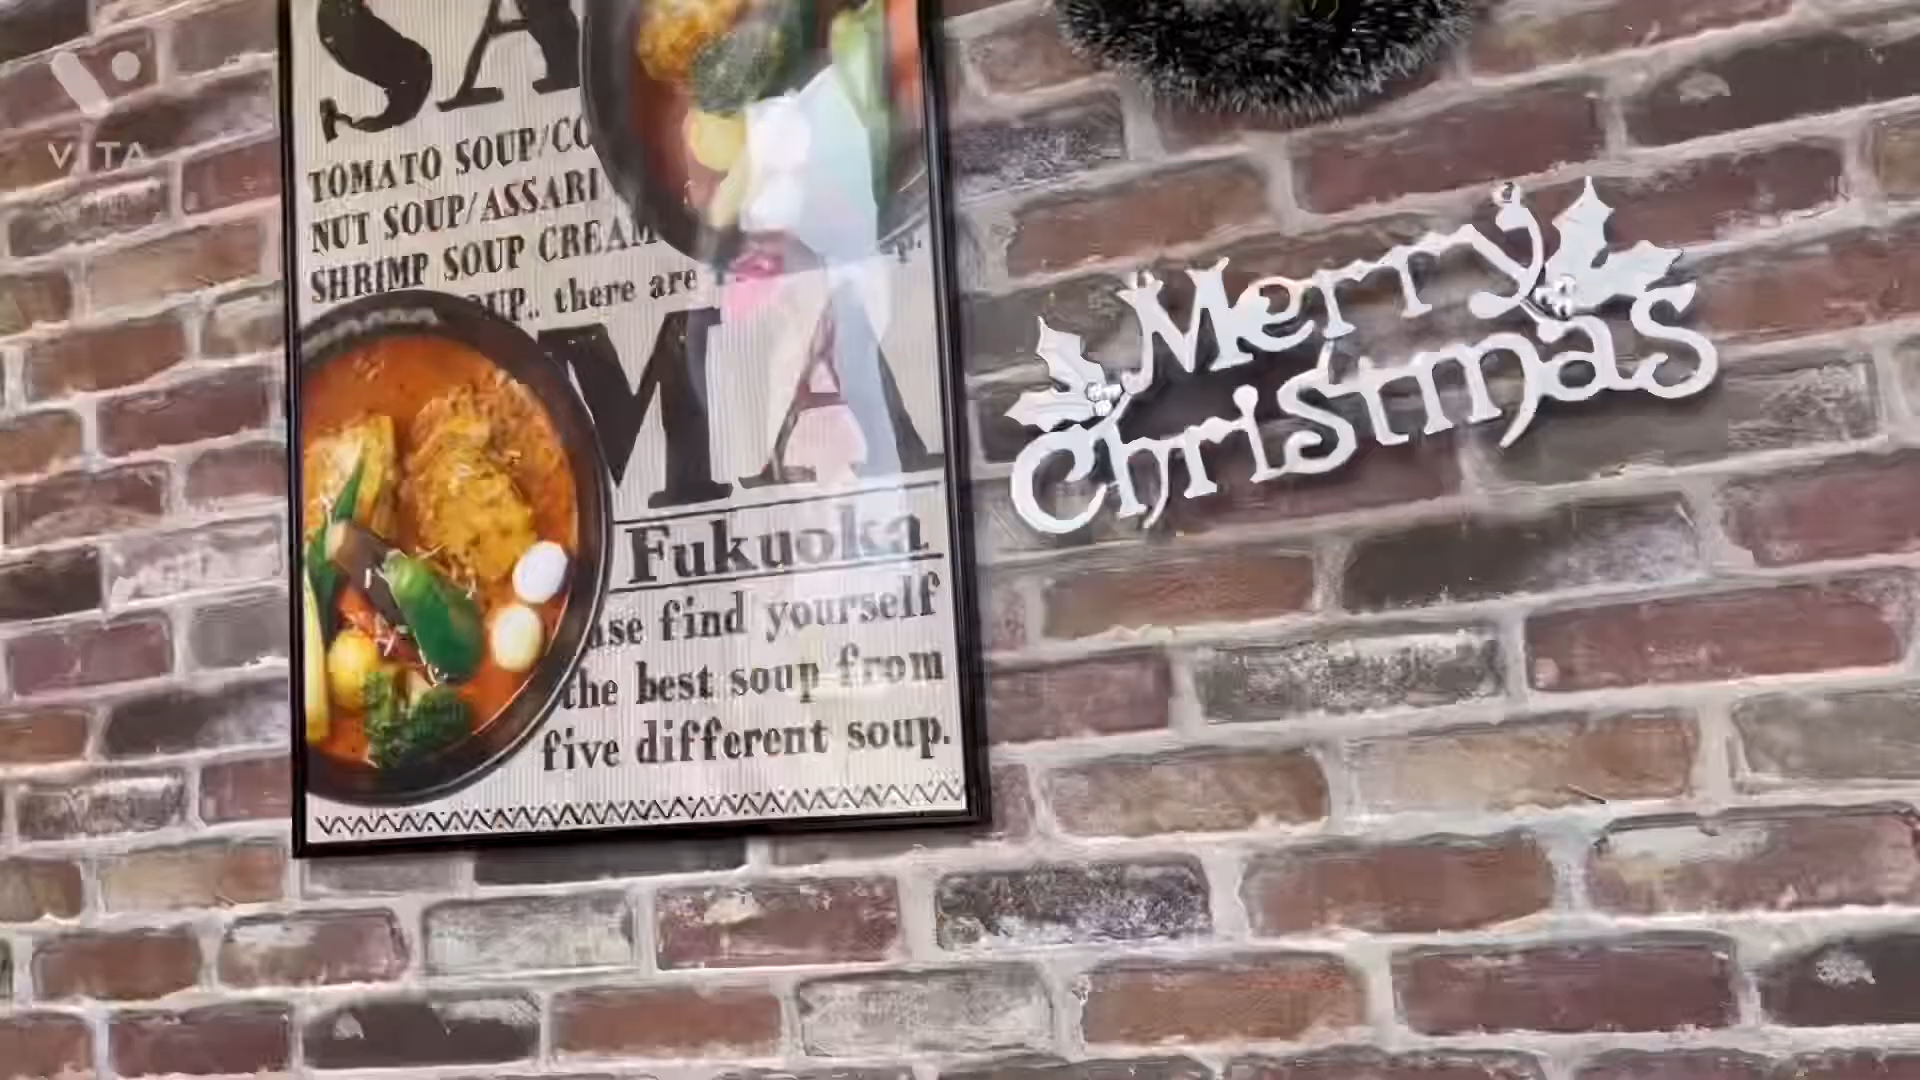 VITA
SA
TOMATO SOUP/CO
NUT SOUP/ASSARI
SHRIMP SOUP CREAM
UP.. there are
MA
Fukuoka
ase find yourself
the best soup from
five different soup.
Merry
Christmas